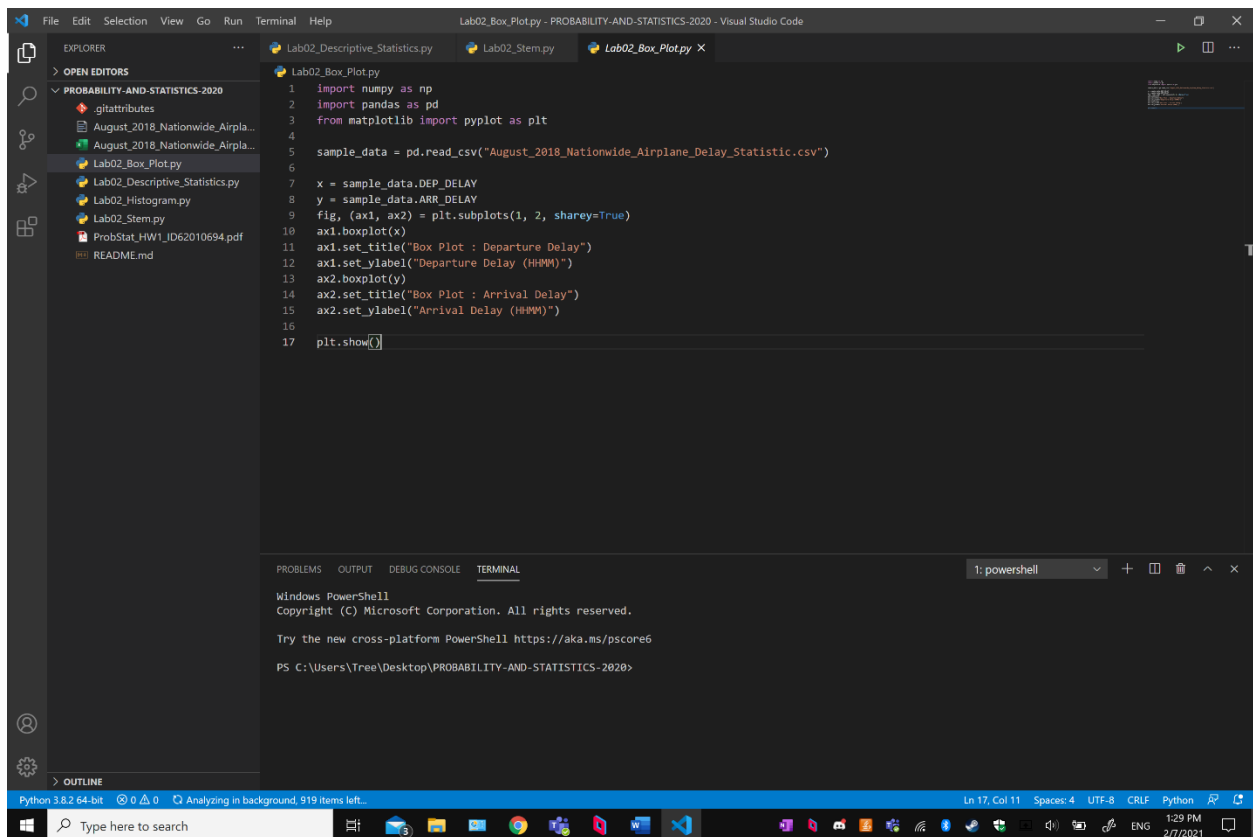 File Edit Selection View Go Run Terminal Help
Lab02_Box_Plot.py - PROBABILITY-AND-STATISTICS-2020 - Visual Studio Code
EXPLORER
OPEN EDITORS
PROBABILITY-AND-STATISTICS-2020
.gitattributes
August_2018_Nationwide_Airpla...
August_2018_Nationwide_Airpla...
Lab02_Box_Plot.py
Lab02_Descriptive_Statistics.py
Lab02_Histogram.py
Lab02_Stem.py
ProbStat_HW1_ID62010694.pdf
README.md
OUTLINE
Lab02_Descriptive_Statistics.py Lab02_Stem.py Lab02_Box_Plot.py
Lab02_Box_Plot.py
1 import numpy as np
2 import pandas as pd
3 from matplotlib import pyplot as plt
4
5 sample_data = pd.read_csv("August_2018_Nationwide_Airplane_Delay_Statistic.csv")
6
7 x = sample_data.DEP_DELAY
8 y = sample_data.ARR_DELAY
9 fig, (ax1, ax2) = plt.subplots(1, 2, sharey=True)
10 ax1.boxplot(x)
11 ax1.set_title("Box Plot : Departure Delay")
12 ax1.set_ylabel("Departure Delay (HHMM)")
13 ax2.boxplot(y)
14 ax2.set_title("Box Plot : Arrival Delay")
15 ax2.set_ylabel("Arrival Delay (HHMM)")
16
17 plt.show()
PROBLEMS OUTPUT DEBUG CONSOLE TERMINAL
1: powershell
Windows PowerShell
Copyright (C) Microsoft Corporation. All rights reserved.
Try the new cross-platform PowerShell https://aka.ms/pscore6
PS C:\Users\Tree\Desktop\PROBABILITY-AND-STATISTICS-2020>
Python 3.8.2 64-bit 0 0 Analyzing in background, 919 items left...
Ln 17, Col 11 Spaces: 4 UTF-8 CRLF Python
Type here to search
ENG
1:29 PM
2/7/2021